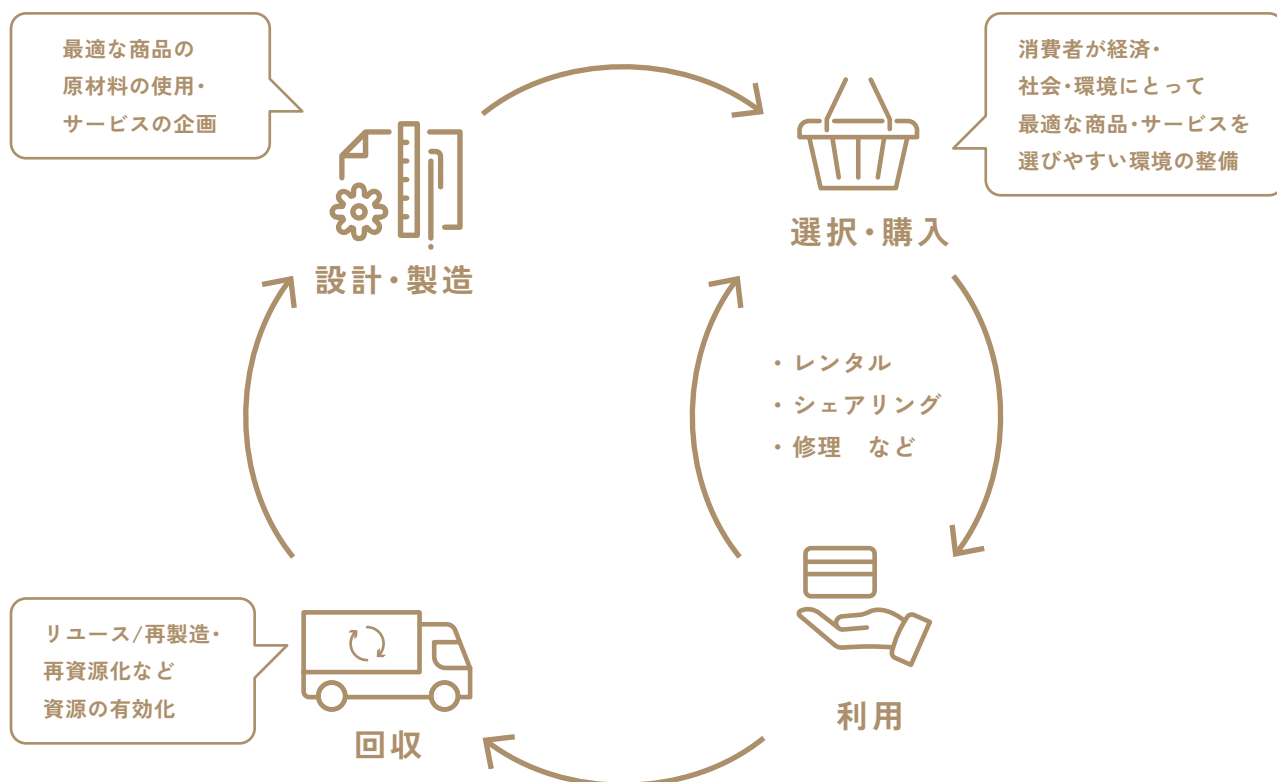 最適な商品の
原材料の使用・
サービスの企画
設計・製造
消費者が経済・
社会・環境にとって
最適な商品・サービスを
選びやすい環境の整備
選択・購入
・レンタル
・シェアリング
・修理　など
利用
リユース/再製造・
再資源化など
資源の有効化
回収